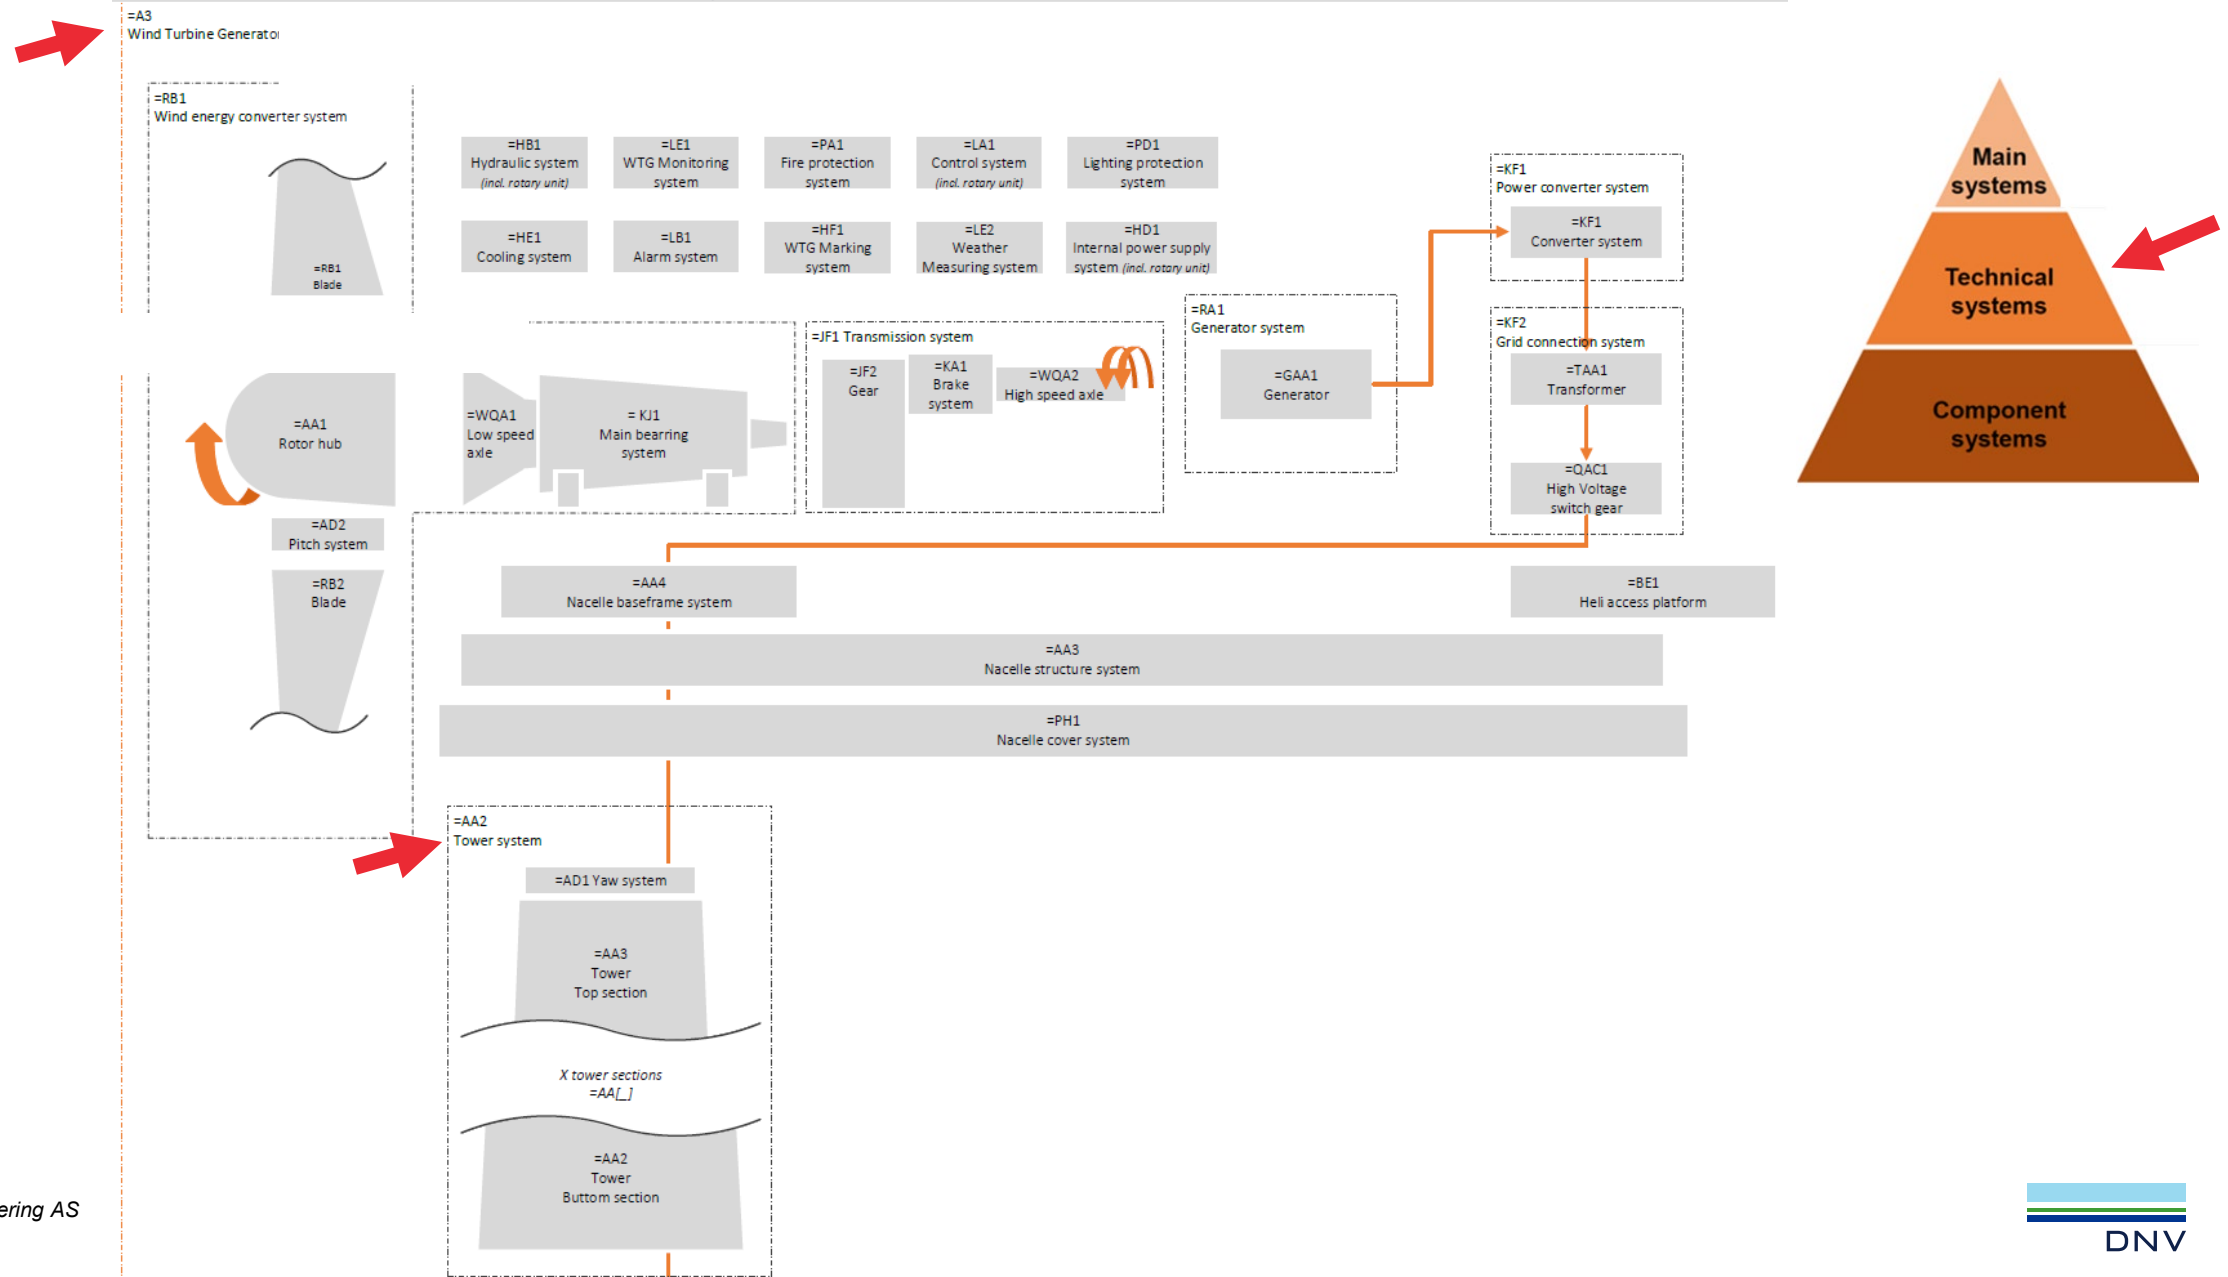 =A3
Wind Turbine Generator
=RB1
Wind energy converter system
=RB1
Blade
=HB1
Hydraulic system
(incl. rotary unit)
=LE1
WTG Monitoring
system
=PA1
Fire protection
system
=LA1
Control system
(incl. rotary unit)
=PD1
Lighting protection
system
=HE1
Cooling system
=LB1
Alarm system
=HF1
WTG Marking
system
=LE2
Weather
Measuring system
=HD1
Internal power supply
system (incl. rotary unit)
=KF1
Power converter system
=KF1
Converter system
Main
systems
Technical
systems
Component
systems
=RA1
Generator system
=GAA1
Generator
=KF2
Grid connection system
=TAA1
Transformer
=QAC1
High Voltage
switch gear
=JF1 Transmission system
=JF2
Gear
=KA1
Brake
system
=WQA2
High speed axle
=AA1
Rotor hub
=WQA1
Low speed
axle
= KJ1
Main bearring
system
=AD2
Pitch system
=RB2
Blade
=AA4
Nacelle baseframe system
=BE1
Heli access platform
=AA3
Nacelle structure system
=PH1
Nacelle cover system
=AA2
Tower system
=AD1 Yaw system
=AA3
Tower
Top section
X tower sections
=AA[_]
=AA2
Tower
Buttom section
ering AS
DNV